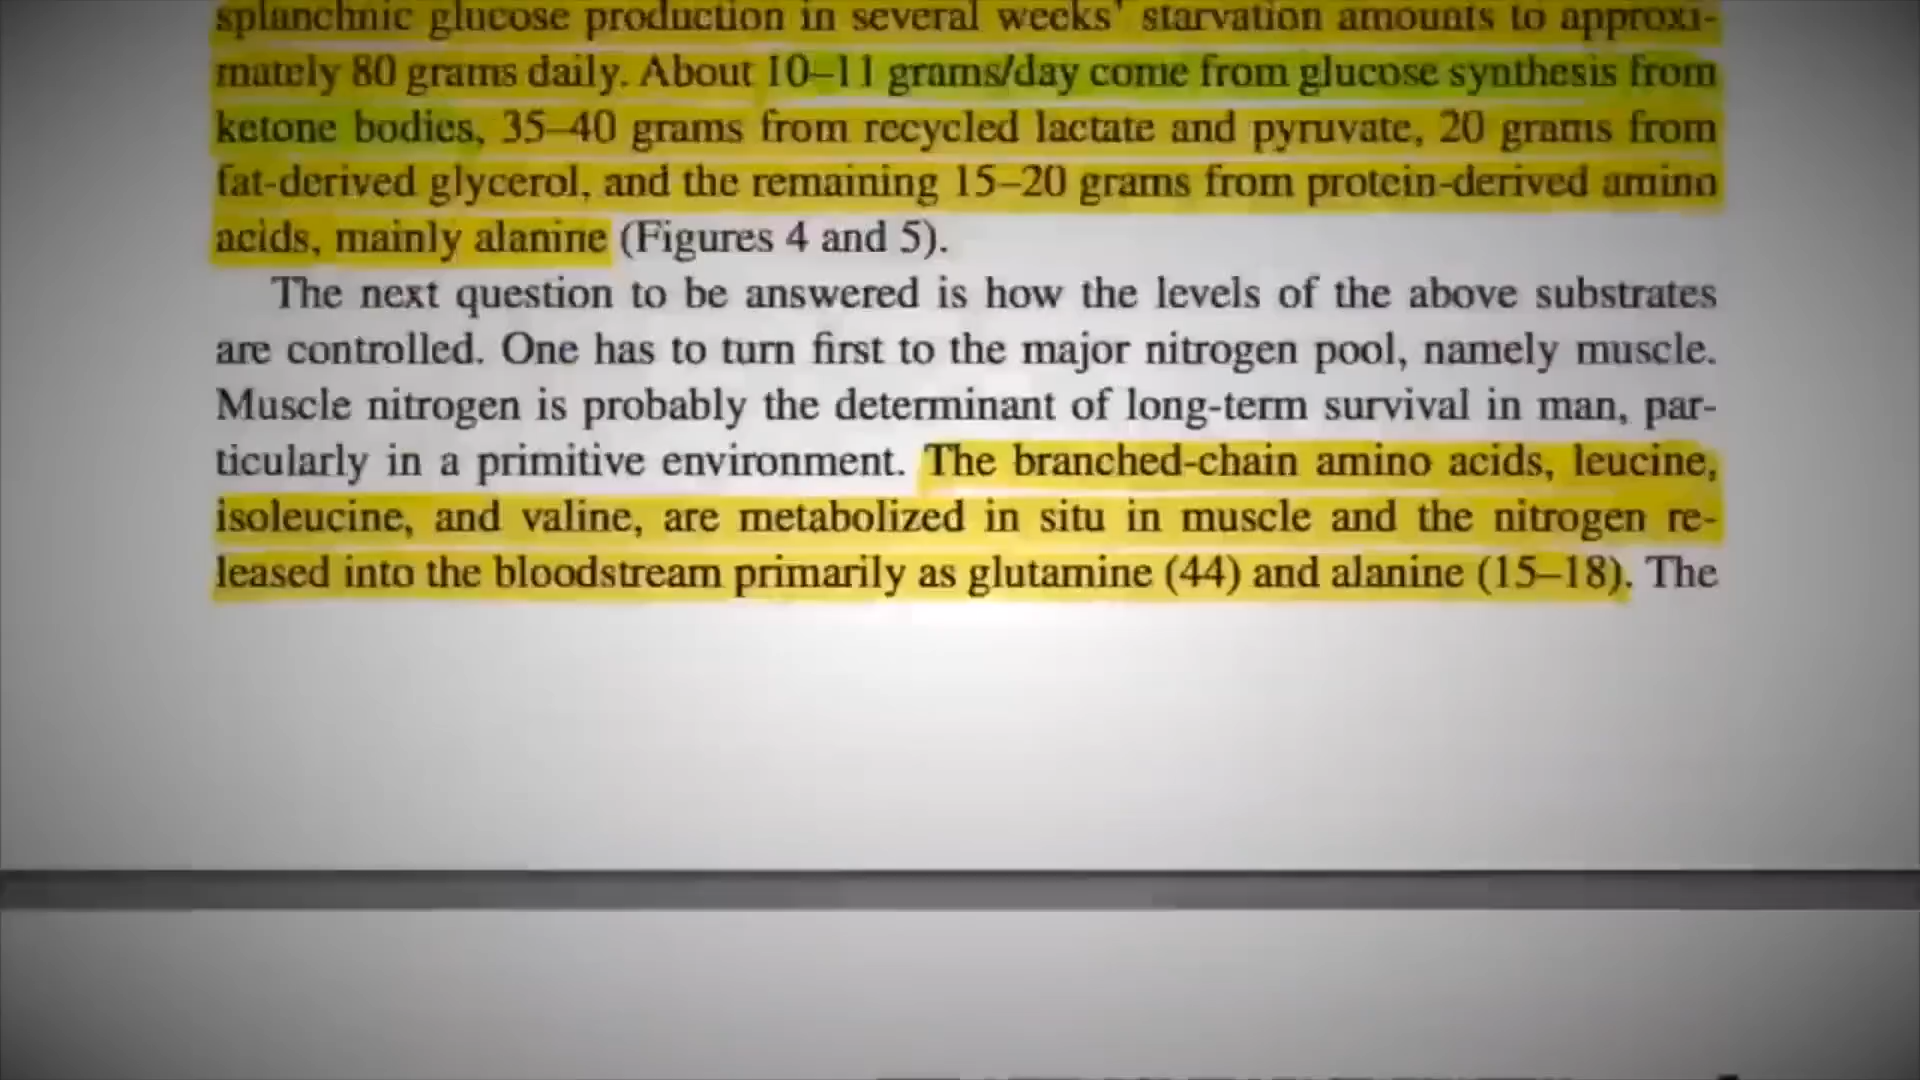 splanchnic glucose production in several weeks' starvation amounts to approxi-
mately 80 grams daily. About 10–11 grams/day come from glucose synthesis from
ketone bodies, 35–40 grams from recycled lactate and pyruvate, 20 grams from
fat-derived glycerol, and the remaining 15–20 grams from protein-derived amino
acids, mainly alanine (Figures 4 and 5).
The next question to be answered is how the levels of the above substrates
are controlled. One has to turn first to the major nitrogen pool, namely muscle.
Muscle nitrogen is probably the determinant of long-term survival in man, par-
ticularly in a primitive environment. The branched-chain amino acids, leucine,
isoleucine, and valine, are metabolized in situ in muscle and the nitrogen re-
leased into the bloodstream primarily as glutamine (44) and alanine (15–18). The